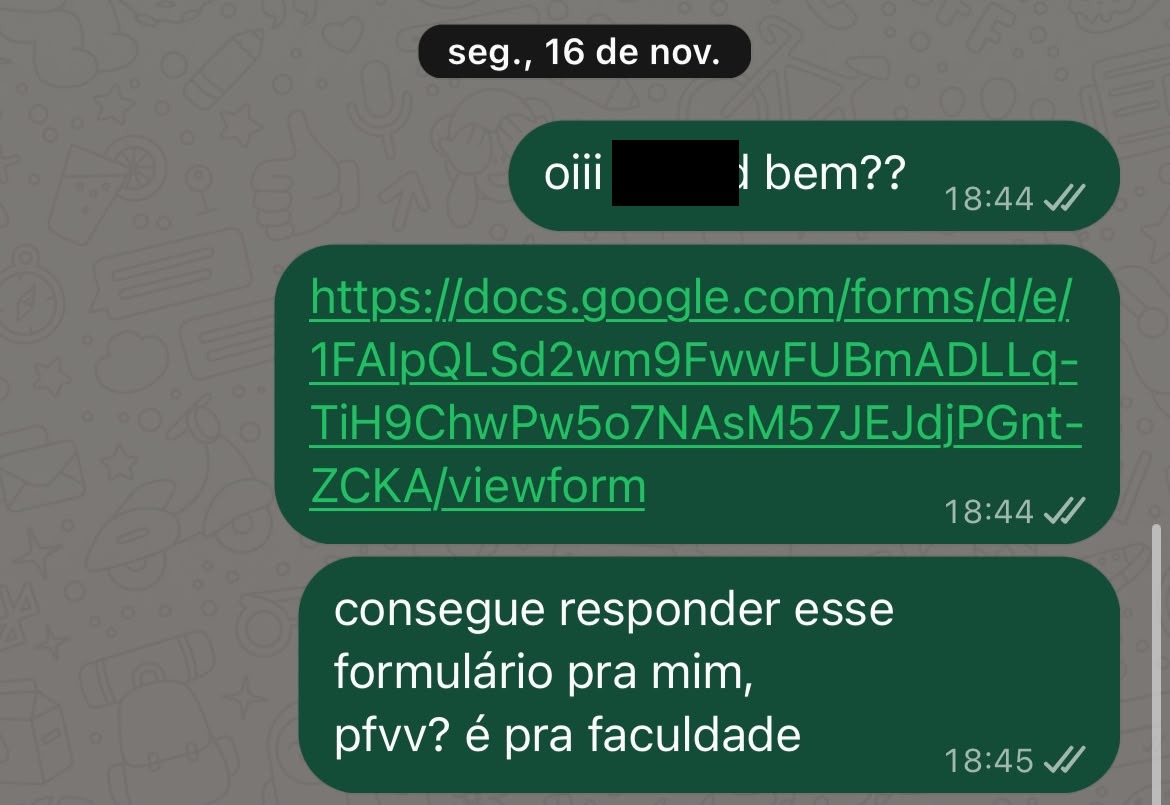 seg., 16 de nov.
oiii bem??
18:44
https://docs.google.com/forms/d/e/
1FAIpQLSd2wm9FwwFUBmADLLq-
TiH9ChwPw5o7NAsM57JEJdjPGnt-
ZCKA/viewform
18:44
consegue responder esse
formulário pra mim,
pfvv? é pra faculdade
18:45